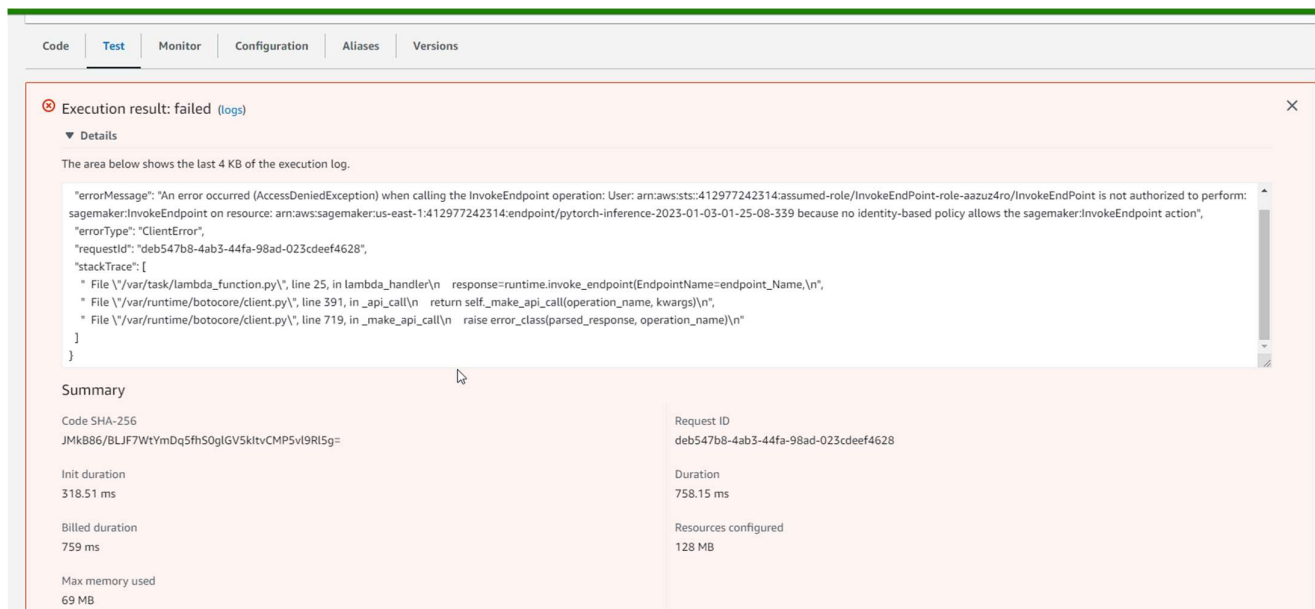 Code Test Monitor Configuration Aliases Versions
Execution result: failed (logs)
▼ Details
The area below shows the last 4 KB of the execution log.
"errorMessage": "An error occurred (AccessDeniedException) when calling the InvokeEndpoint operation: User: arn:aws:sts::412977242314:assumed-role/InvokeEndPoint-role-aazuz4ro/InvokeEndPoint is not authorized to perform:
sagemaker:InvokeEndpoint on resource: arn:aws:sagemaker:us-east-1:412977242314:endpoint/pytorch-inference-2023-01-03-01-25-08-339 because no identity-based policy allows the sagemaker:InvokeEndpoint action",
"errorType": "ClientError",
"requestId": "deb547b8-4ab3-44fa-98ad-023cdeef4628",
"stackTrace": [
" File \"/var/task/lambda_function.py\", line 25, in lambda_handler\n response=runtime.invoke_endpoint(EndpointName=endpoint_Name,\n",
" File \"/var/runtime/botocore/client.py\", line 391, in _api_call\n return self._make_api_call(operation_name, kwargs)\n",
" File \"/var/runtime/botocore/client.py\", line 719, in _make_api_call\n raise error_class(parsed_response, operation_name)\n"
]
}
Summary
Code SHA-256
JMkB86/BLJF7WtYmDq5fhS0glGV5kItvCMP5vl9Rl5g=
Request ID
deb547b8-4ab3-44fa-98ad-023cdeef4628
Init duration
318.51 ms
Duration
758.15 ms
Billed duration
759 ms
Resources configured
128 MB
Max memory used
69 MB